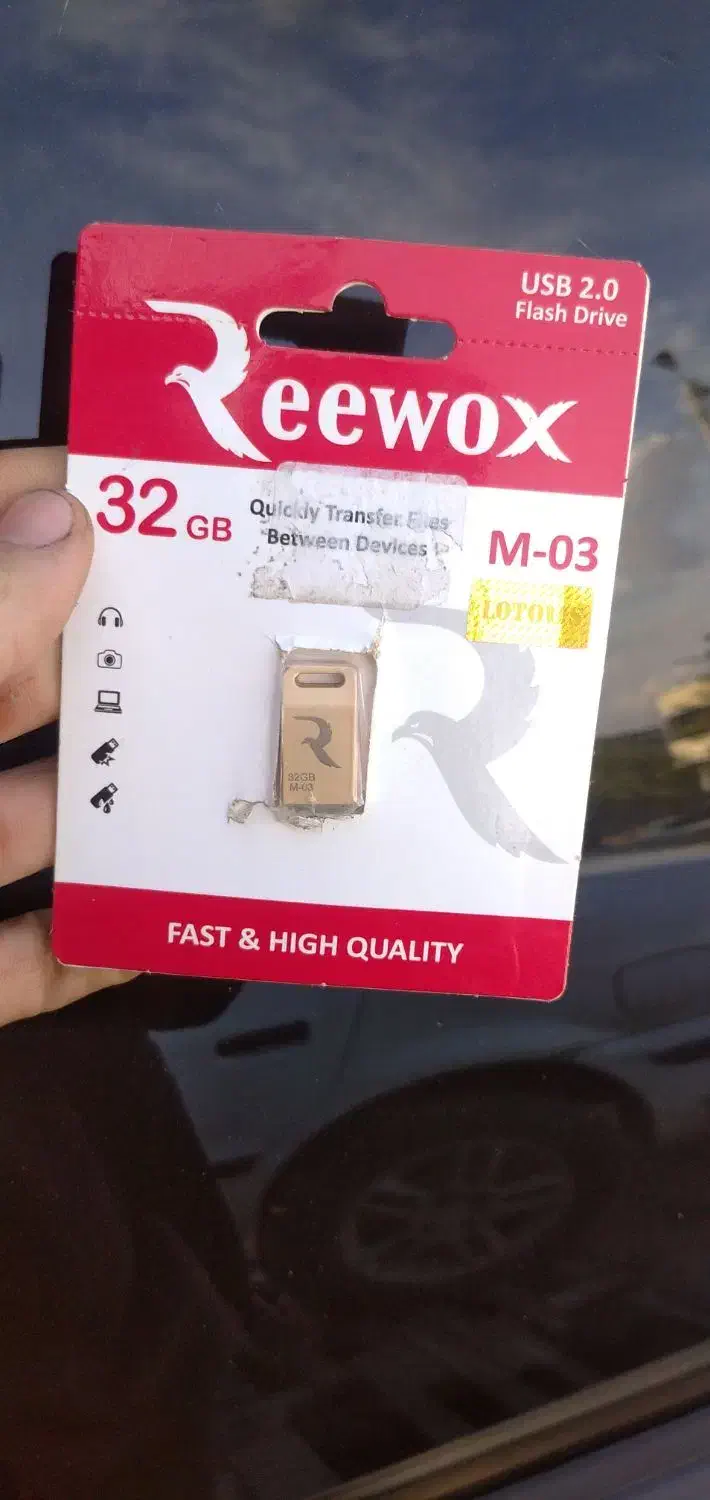 USB 2.0
Flash Drive
Reewox
32 GB
Quickly Transfer Files
Between Devices
M-03
LOTOUS
32GB
M-03
FAST & HIGH QUALITY